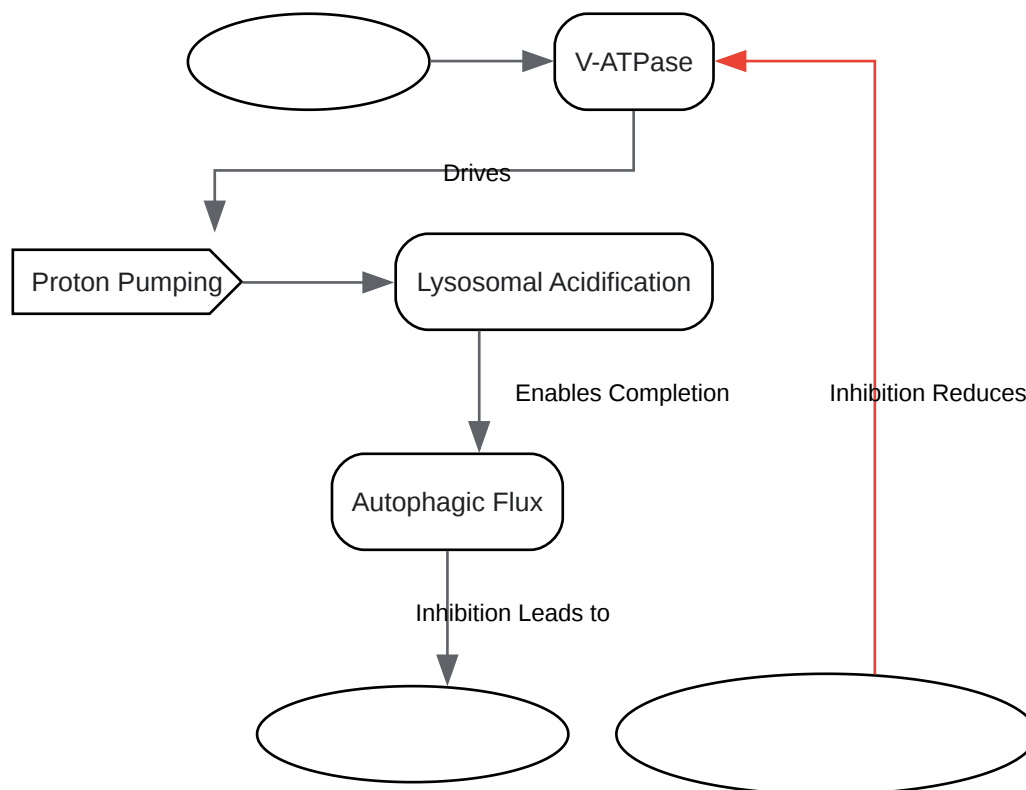 V-ATPase
Drives
Proton Pumping
Lysosomal Acidification
Enables Completion
Inhibition Reduces
Autophagic Flux
Inhibition Leads to